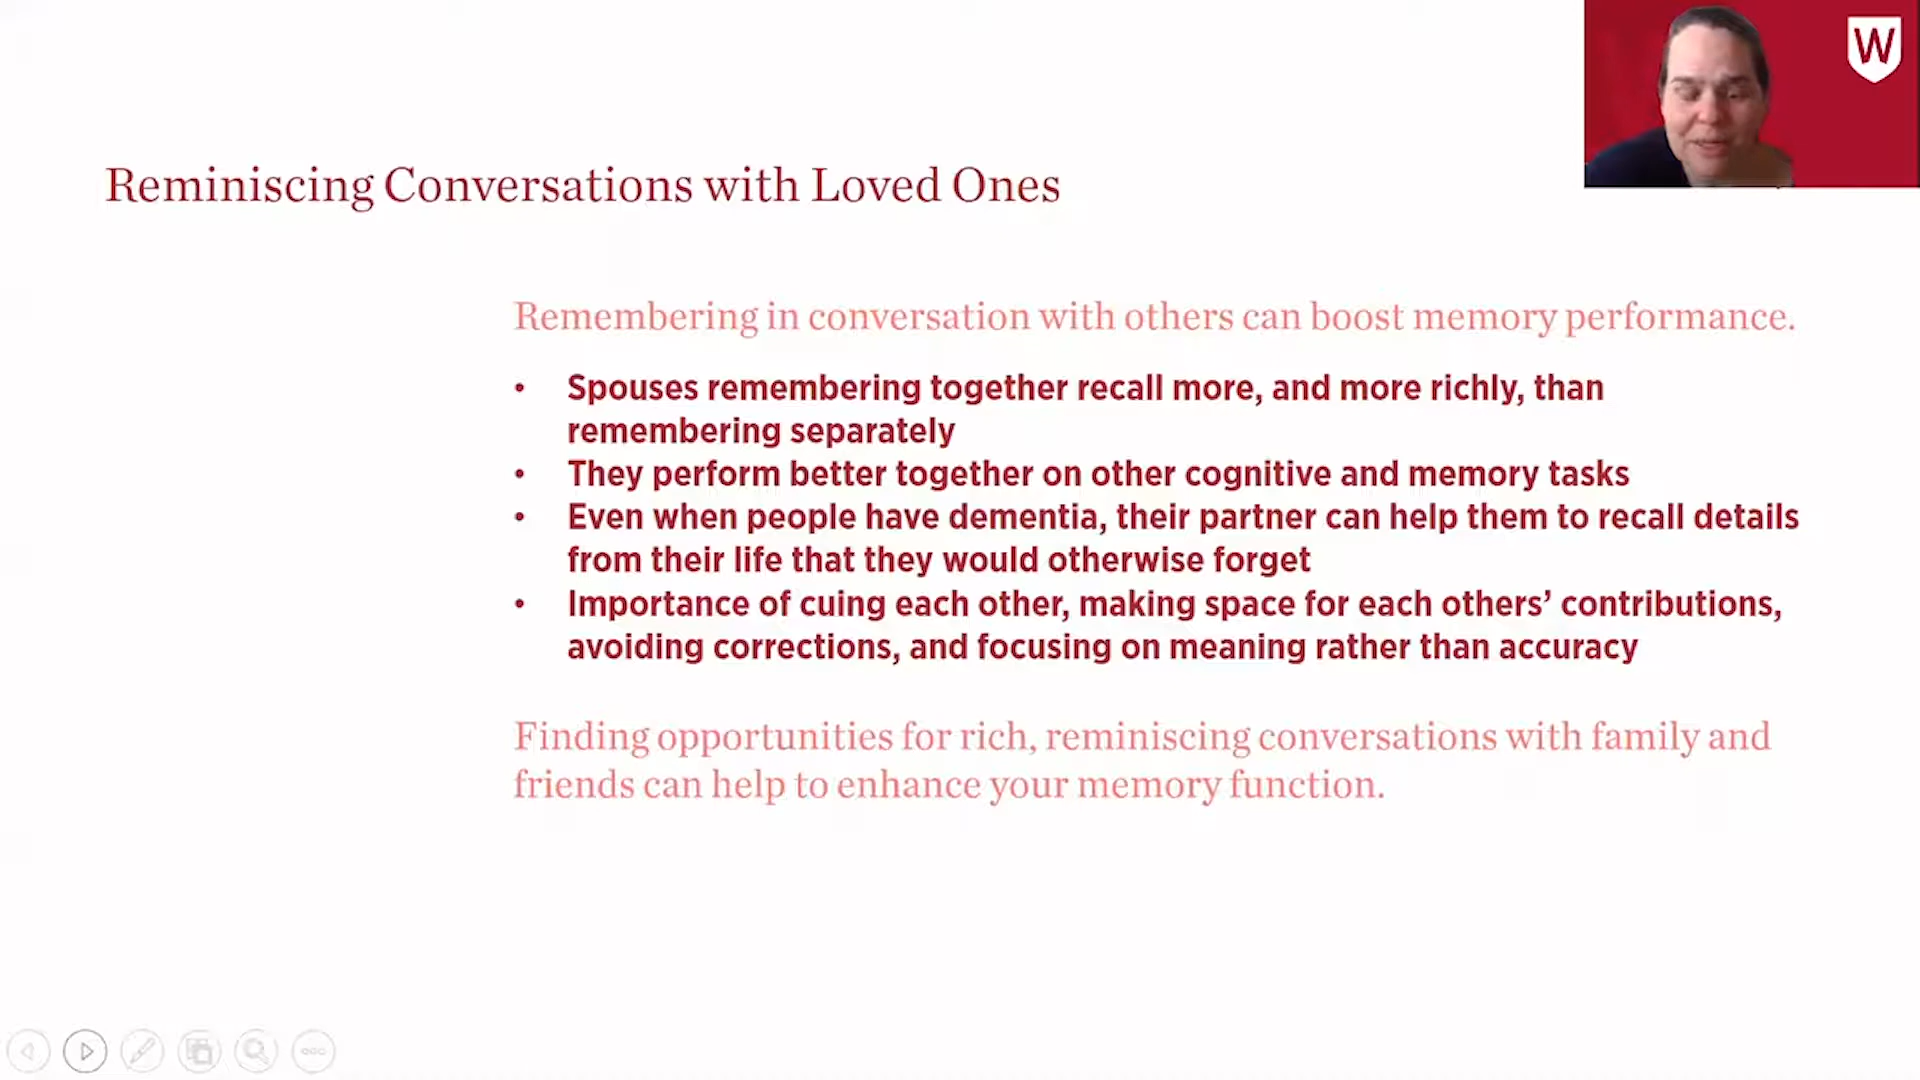 W
Reminiscing Conversations with Loved Ones
Remembering in conversation with others can boost memory performance.
• Spouses remembering together recall more, and more richly, than
remembering separately
• They perform better together on other cognitive and memory tasks
• Even when people have dementia, their partner can help them to recall details
from their life that they would otherwise forget
• Importance of cuing each other, making space for each others’ contributions,
avoiding corrections, and focusing on meaning rather than accuracy
Finding opportunities for rich, reminiscing conversations with family and
friends can help to enhance your memory function.